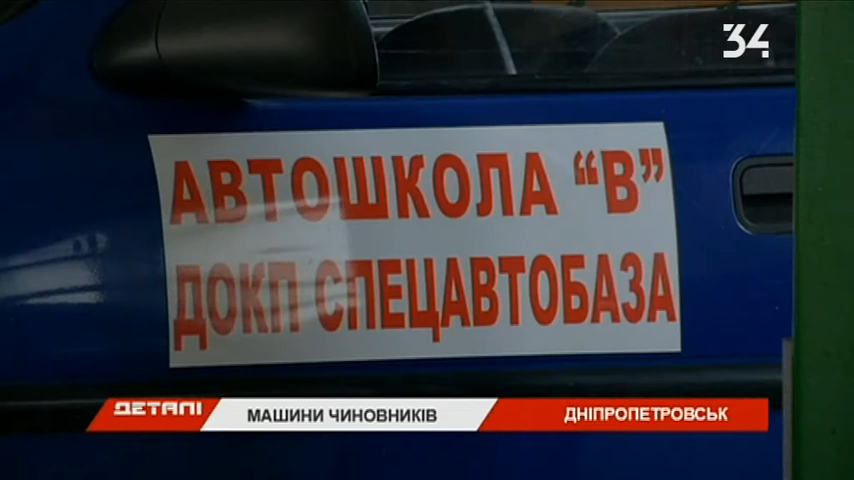 34
АВТОШКОЛА “В”
ДОКП СПЕЦАВТОБАЗА
ДЕТАЛІ
МАШИНИ ЧИНОВНИКІВ
ДНІПРОПЕТРОВСЬК